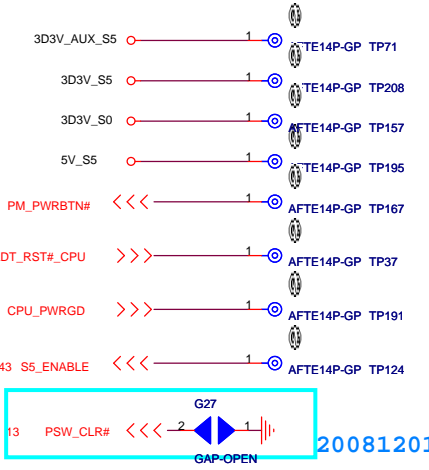 3D3V_AUX_S5 1 AFTE14P-GP TP71
3D3V_S5 1 AFTE14P-GP TP208
3D3V_S0 1 AFTE14P-GP TP157
5V_S5 1 AFTE14P-GP TP195
PM_PWRBTN# 1 AFTE14P-GP TP167
DT_RST#_CPU 1 AFTE14P-GP TP37
CPU_PWRGD 1 AFTE14P-GP TP191
43 S5_ENABLE 1 AFTE14P-GP TP124
G27
13 PSW_CLR# 2 1
GAP-OPEN
20081201